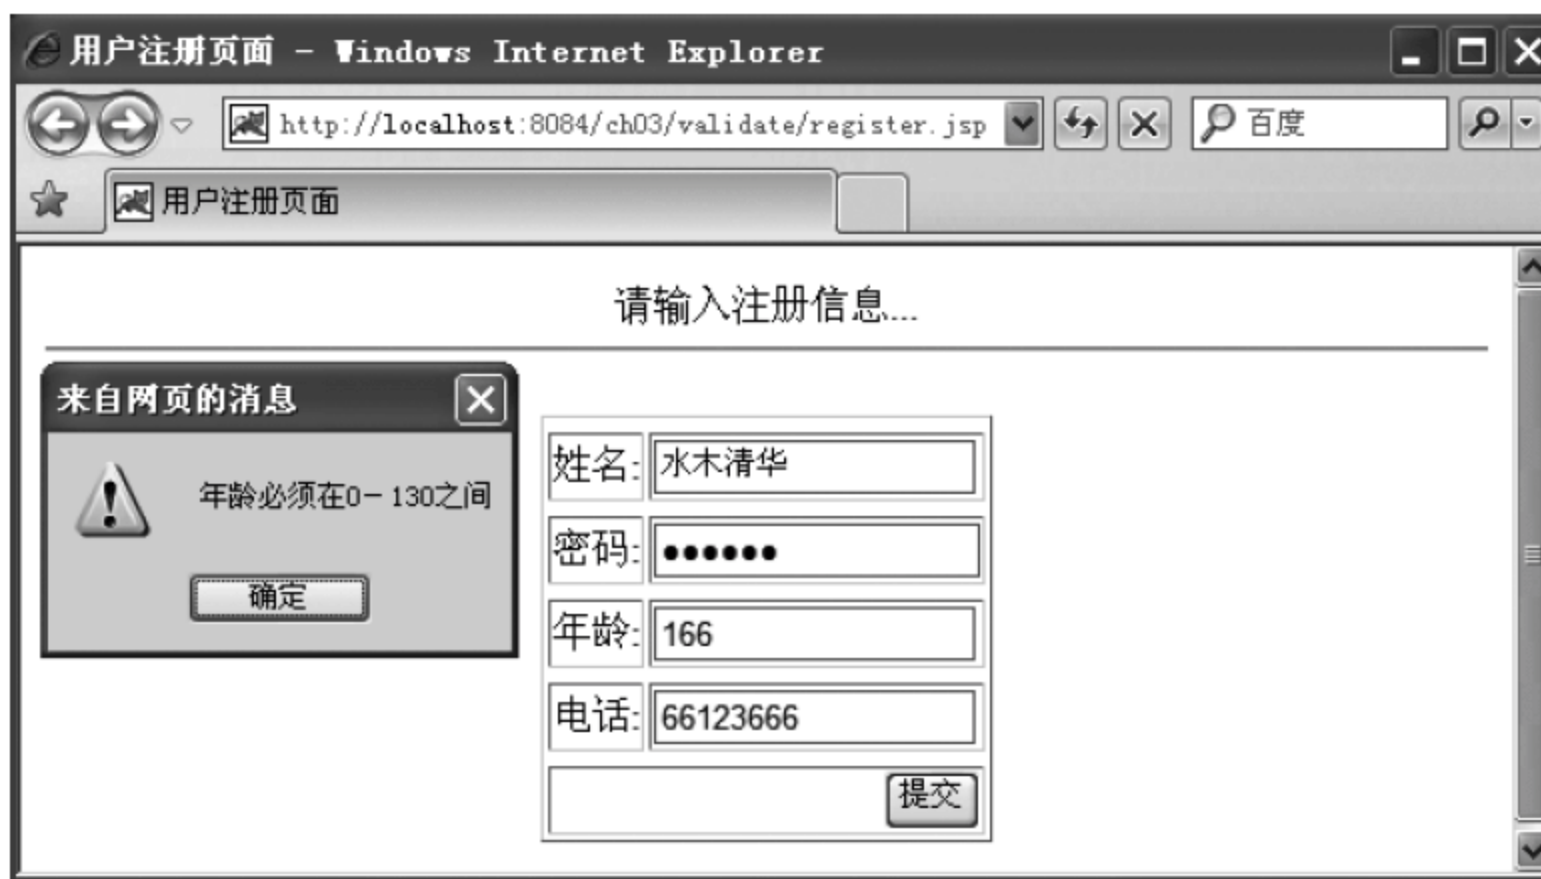 用户注册页面 - Windows Internet Explorer
http://localhost:8084/ch03/validate/register.jsp
百度
用户注册页面
请输入注册信息...
来自网页的消息
年龄必须在0-130之间
确定
姓名: 水木清华
密码: ●●●●●●
年龄: 166
电话: 66123666
提交